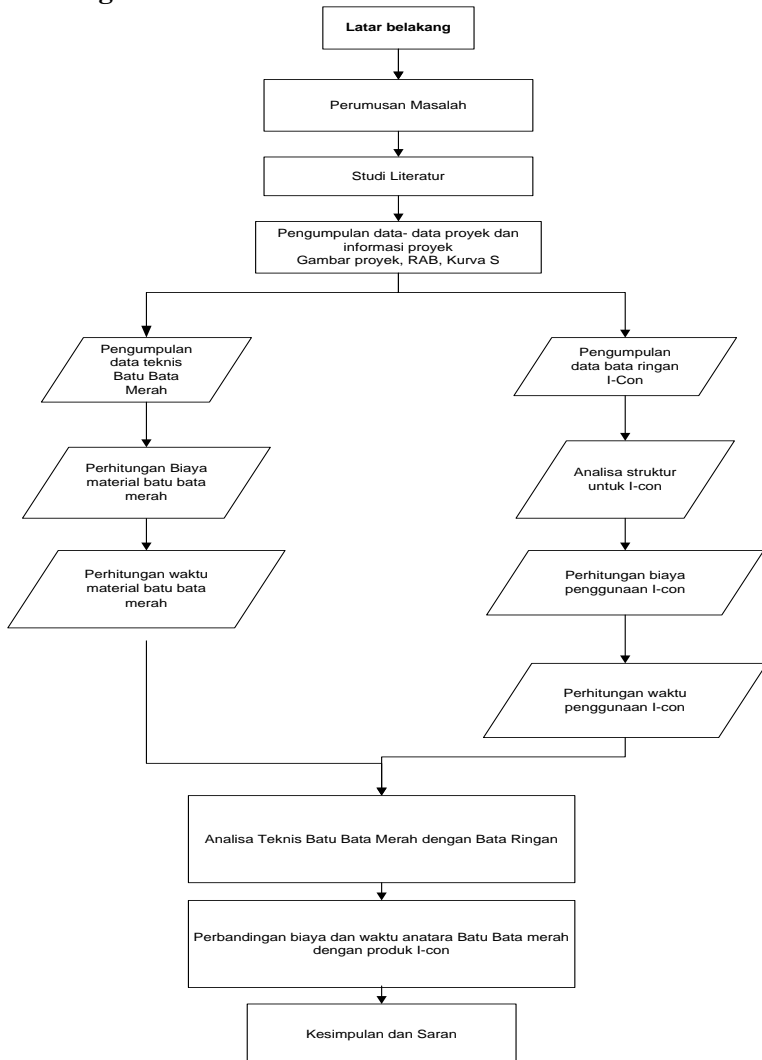 Latar belakang
Perumusan Masalah
Studi Literatur
Pengumpulan data- data proyek dan
informasi proyek
Gambar proyek, RAB, Kurva S
Pengumpulan
data teknis
Batu Bata
Merah
Perhitungan Biaya
material batu bata
merah
Perhitungan waktu
material batu bata
merah
Pengumpulan
data bata ringan
I-Con
Analisa struktur
untuk I-con
Perhitungan biaya
penggunaan I-con
Perhitungan waktu
penggunaan I-con
Analisa Teknis Batu Bata Merah dengan Bata Ringan
Perbandingan biaya dan waktu anatara Batu Bata merah
dengan produk I-con
Kesimpulan dan Saran